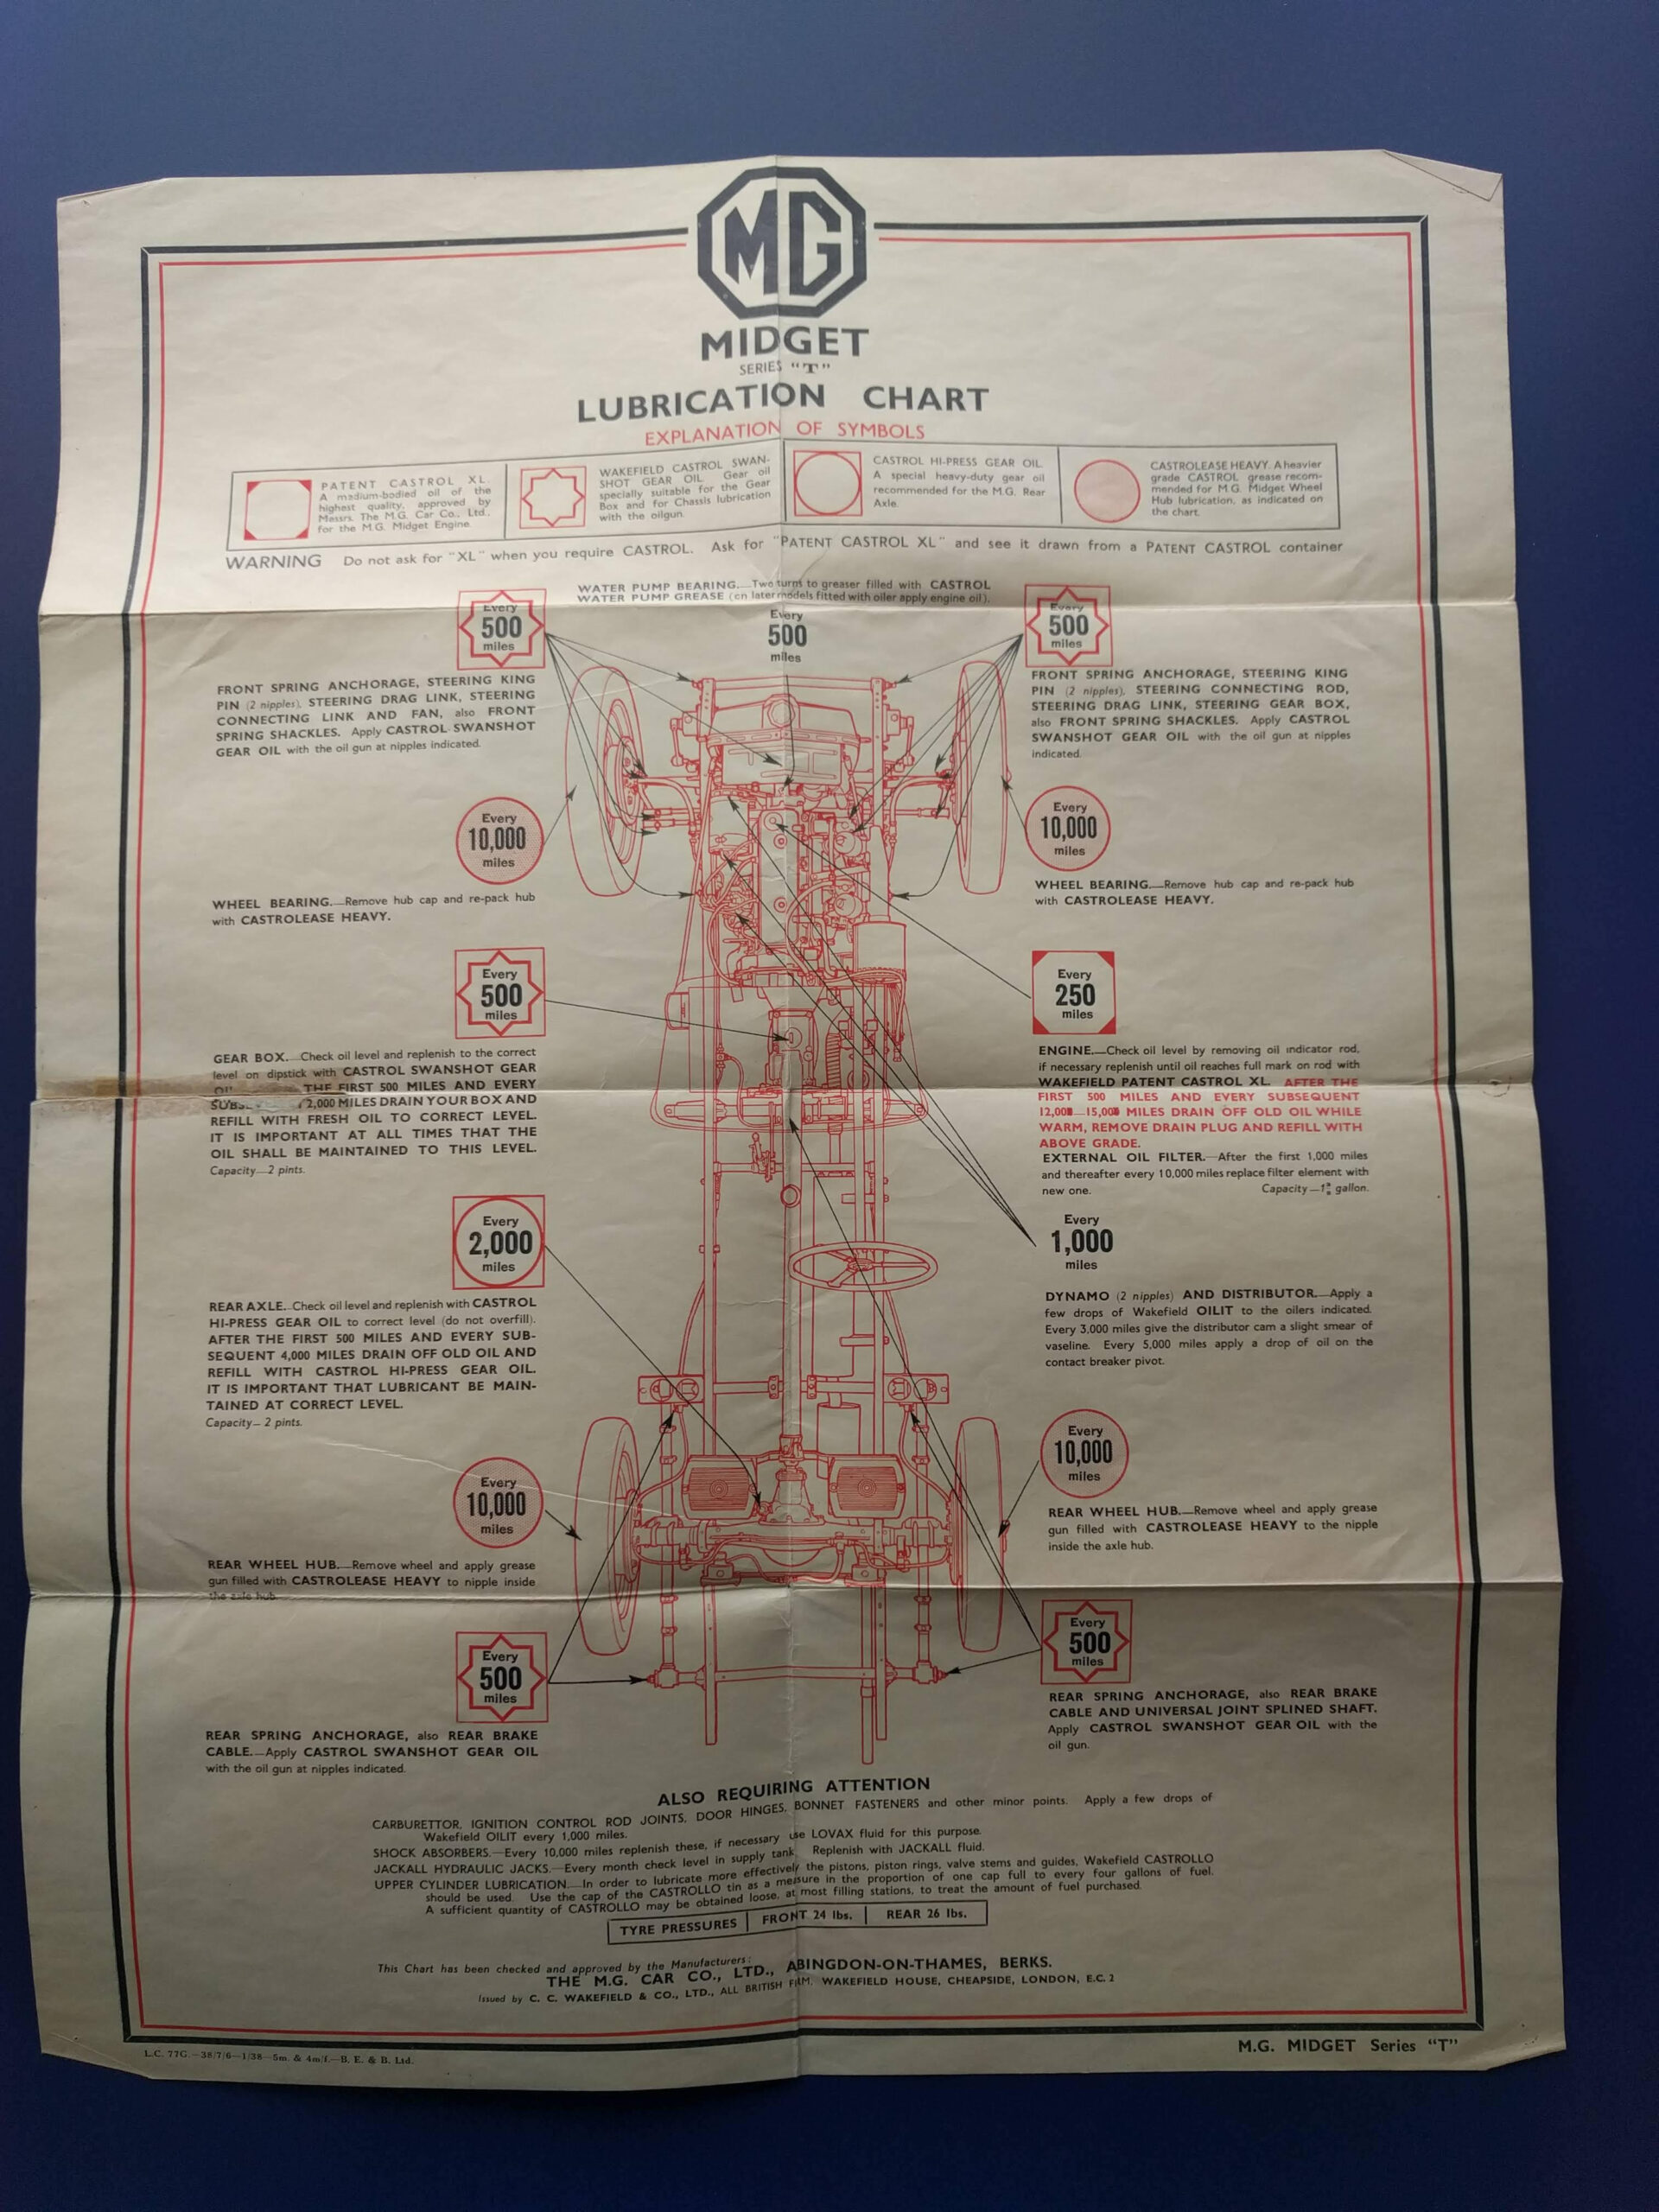 MG
MIDGET
SERIES "T"
LUBRICATION CHART
EXPLANATION OF SYMBOLS
PATENT CASTROL XL.
A medium-bodied oil of the
highest quality, approved by
Messrs. The M.G. Car Co., Ltd.,
for the M.G. Midget Engine.
WAKEFIELD CASTROL SWAN-
SHOT GEAR OIL Gear oil
specially suitable for the Gear
Box and for Chassis lubrication
with the oilgun.
CASTROL HI-PRESS GEAR OIL.
A special heavy-duty gear oil
recommended for the M.G. Rear
Axle.
CASTROLEASE HEAVY. A heavier
grade CASTROL grease recom-
mended for M.G. Midget Wheel
Hub lubrication, as indicated on
the chart.
WARNING Do not ask for "XL" when you require CASTROL. Ask for "PATENT CASTROL XL" and see it drawn from a PATENT CASTROL container
WATER PUMP BEARING.—Two turns to greaser filled with CASTROL
WATER PUMP GREASE (on later models fitted with oiler apply engine oil).
Every
500
miles
Every
500
miles
FRONT SPRING ANCHORAGE, STEERING KING
PIN (2 nipples), STEERING DRAG LINK, STEERING
CONNECTING LINK AND FAN, also FRONT
SPRING SHACKLES. Apply CASTROL SWANSHOT
GEAR OIL with the oil gun at nipples indicated.
Every
500
miles
FRONT SPRING ANCHORAGE, STEERING KING
PIN (2 nipples), STEERING CONNECTING ROD,
STEERING DRAG LINK, STEERING GEAR BOX,
also FRONT SPRING SHACKLES. Apply CASTROL
SWANSHOT GEAR OIL with the oil gun at nipples
indicated.
Every
10,000
miles
WHEEL BEARING.—Remove hub cap and re-pack hub
with CASTROLEASE HEAVY.
Every
10,000
miles
WHEEL BEARING.—Remove hub cap and re-pack hub
with CASTROLEASE HEAVY.
Every
500
miles
GEAR BOX.—Check oil level and replenish to the correct
level on dipstick with CASTROL SWANSHOT GEAR
THE FIRST 500 MILES AND EVERY
2,000 MILES DRAIN YOUR BOX AND
REFILL WITH FRESH OIL TO CORRECT LEVEL.
IT IS IMPORTANT AT ALL TIMES THAT THE
OIL SHALL BE MAINTAINED TO THIS LEVEL.
Capacity—2 pints.
Every
250
miles
ENGINE.—Check oil level by removing oil indicator rod,
if necessary replenish until oil reaches full mark on rod with
WAKEFIELD PATENT CASTROL XL. AFTER THE
FIRST 500 MILES AND EVERY SUBSEQUENT
MILES DRAIN OFF OLD OIL WHILE
WARM, REMOVE DRAIN PLUG AND REFILL WITH
ABOVE GRADE.
EXTERNAL OIL FILTER.—After the first 1,000 miles
and thereafter every 10,000 miles replace filter element with
new one. Capacity— gallon.
Every
2,000
miles
REAR AXLE.—Check oil level and replenish with CASTROL
HI-PRESS GEAR OIL to correct level (do not overfill).
AFTER THE FIRST 500 MILES AND EVERY SUB-
SEQUENT 4,000 MILES DRAIN OFF OLD OIL AND
REFILL WITH CASTROL HI-PRESS GEAR OIL.
IT IS IMPORTANT THAT LUBRICANT BE MAIN-
TAINED AT CORRECT LEVEL.
Capacity—2 pints.
Every
1,000
miles
DYNAMO (2 nipples) AND DISTRIBUTOR.—Apply a
few drops of Wakefield OILIT to the oilers indicated.
Every 3,000 miles give the distributor cam a slight smear of
vaseline. Every 5,000 miles apply a drop of oil on the
contact breaker pivot.
Every
10,000
miles
REAR WHEEL HUB.—Remove wheel and apply grease
gun filled with CASTROLEASE HEAVY to nipple inside
the axle hub.
Every
10,000
miles
REAR WHEEL HUB.—Remove wheel and apply grease
gun filled with CASTROLEASE HEAVY to the nipple
inside the axle hub.
Every
500
miles
REAR SPRING ANCHORAGE, also REAR BRAKE
CABLE.—Apply CASTROL SWANSHOT GEAR OIL
with the oil gun at nipples indicated.
Every
500
miles
REAR SPRING ANCHORAGE, also REAR BRAKE
CABLE AND UNIVERSAL JOINT SPLINED SHAFT.
Apply CASTROL SWANSHOT GEAR OIL with the
oil gun.
ALSO REQUIRING ATTENTION
CARBURETTOR, IGNITION CONTROL ROD JOINTS, DOOR HINGES, BONNET FASTENERS and other minor points. Apply a few drops of
Wakefield OILIT every 1,000 miles.
SHOCK ABSORBERS.—Every 10,000 miles replenish these, if necessary use LOVAX fluid for this purpose.
JACKALL HYDRAULIC JACKS.—Every month check level in supply tank. Replenish with JACKALL fluid.
UPPER CYLINDER LUBRICATION.—In order to lubricate more effectively the pistons, piston rings, valve stems and guides, Wakefield CASTROLLO
should be used. Use the cap of the CASTROLLO tin as a measure in the proportion of one cap full to every four gallons of fuel.
A sufficient quantity of CASTROLLO may be obtained loose, at most filling stations, to treat the amount of fuel purchased.
TYRE PRESSURES FRONT 24 lbs. REAR 26 lbs.
This Chart has been checked and approved by the Manufacturers:
THE M.G. CAR CO., LTD., ABINGDON-ON-THAMES, BERKS.
Issued by C. C. WAKEFIELD & CO., LTD., ALL BRITISH FIRM, WAKEFIELD HOUSE, CHEAPSIDE, LONDON, E.C.2
L.C. 77G.—38/7/6—1/38—5m. & 4m/f.—B. E. & B. Ltd.
M.G. MIDGET Series "T"